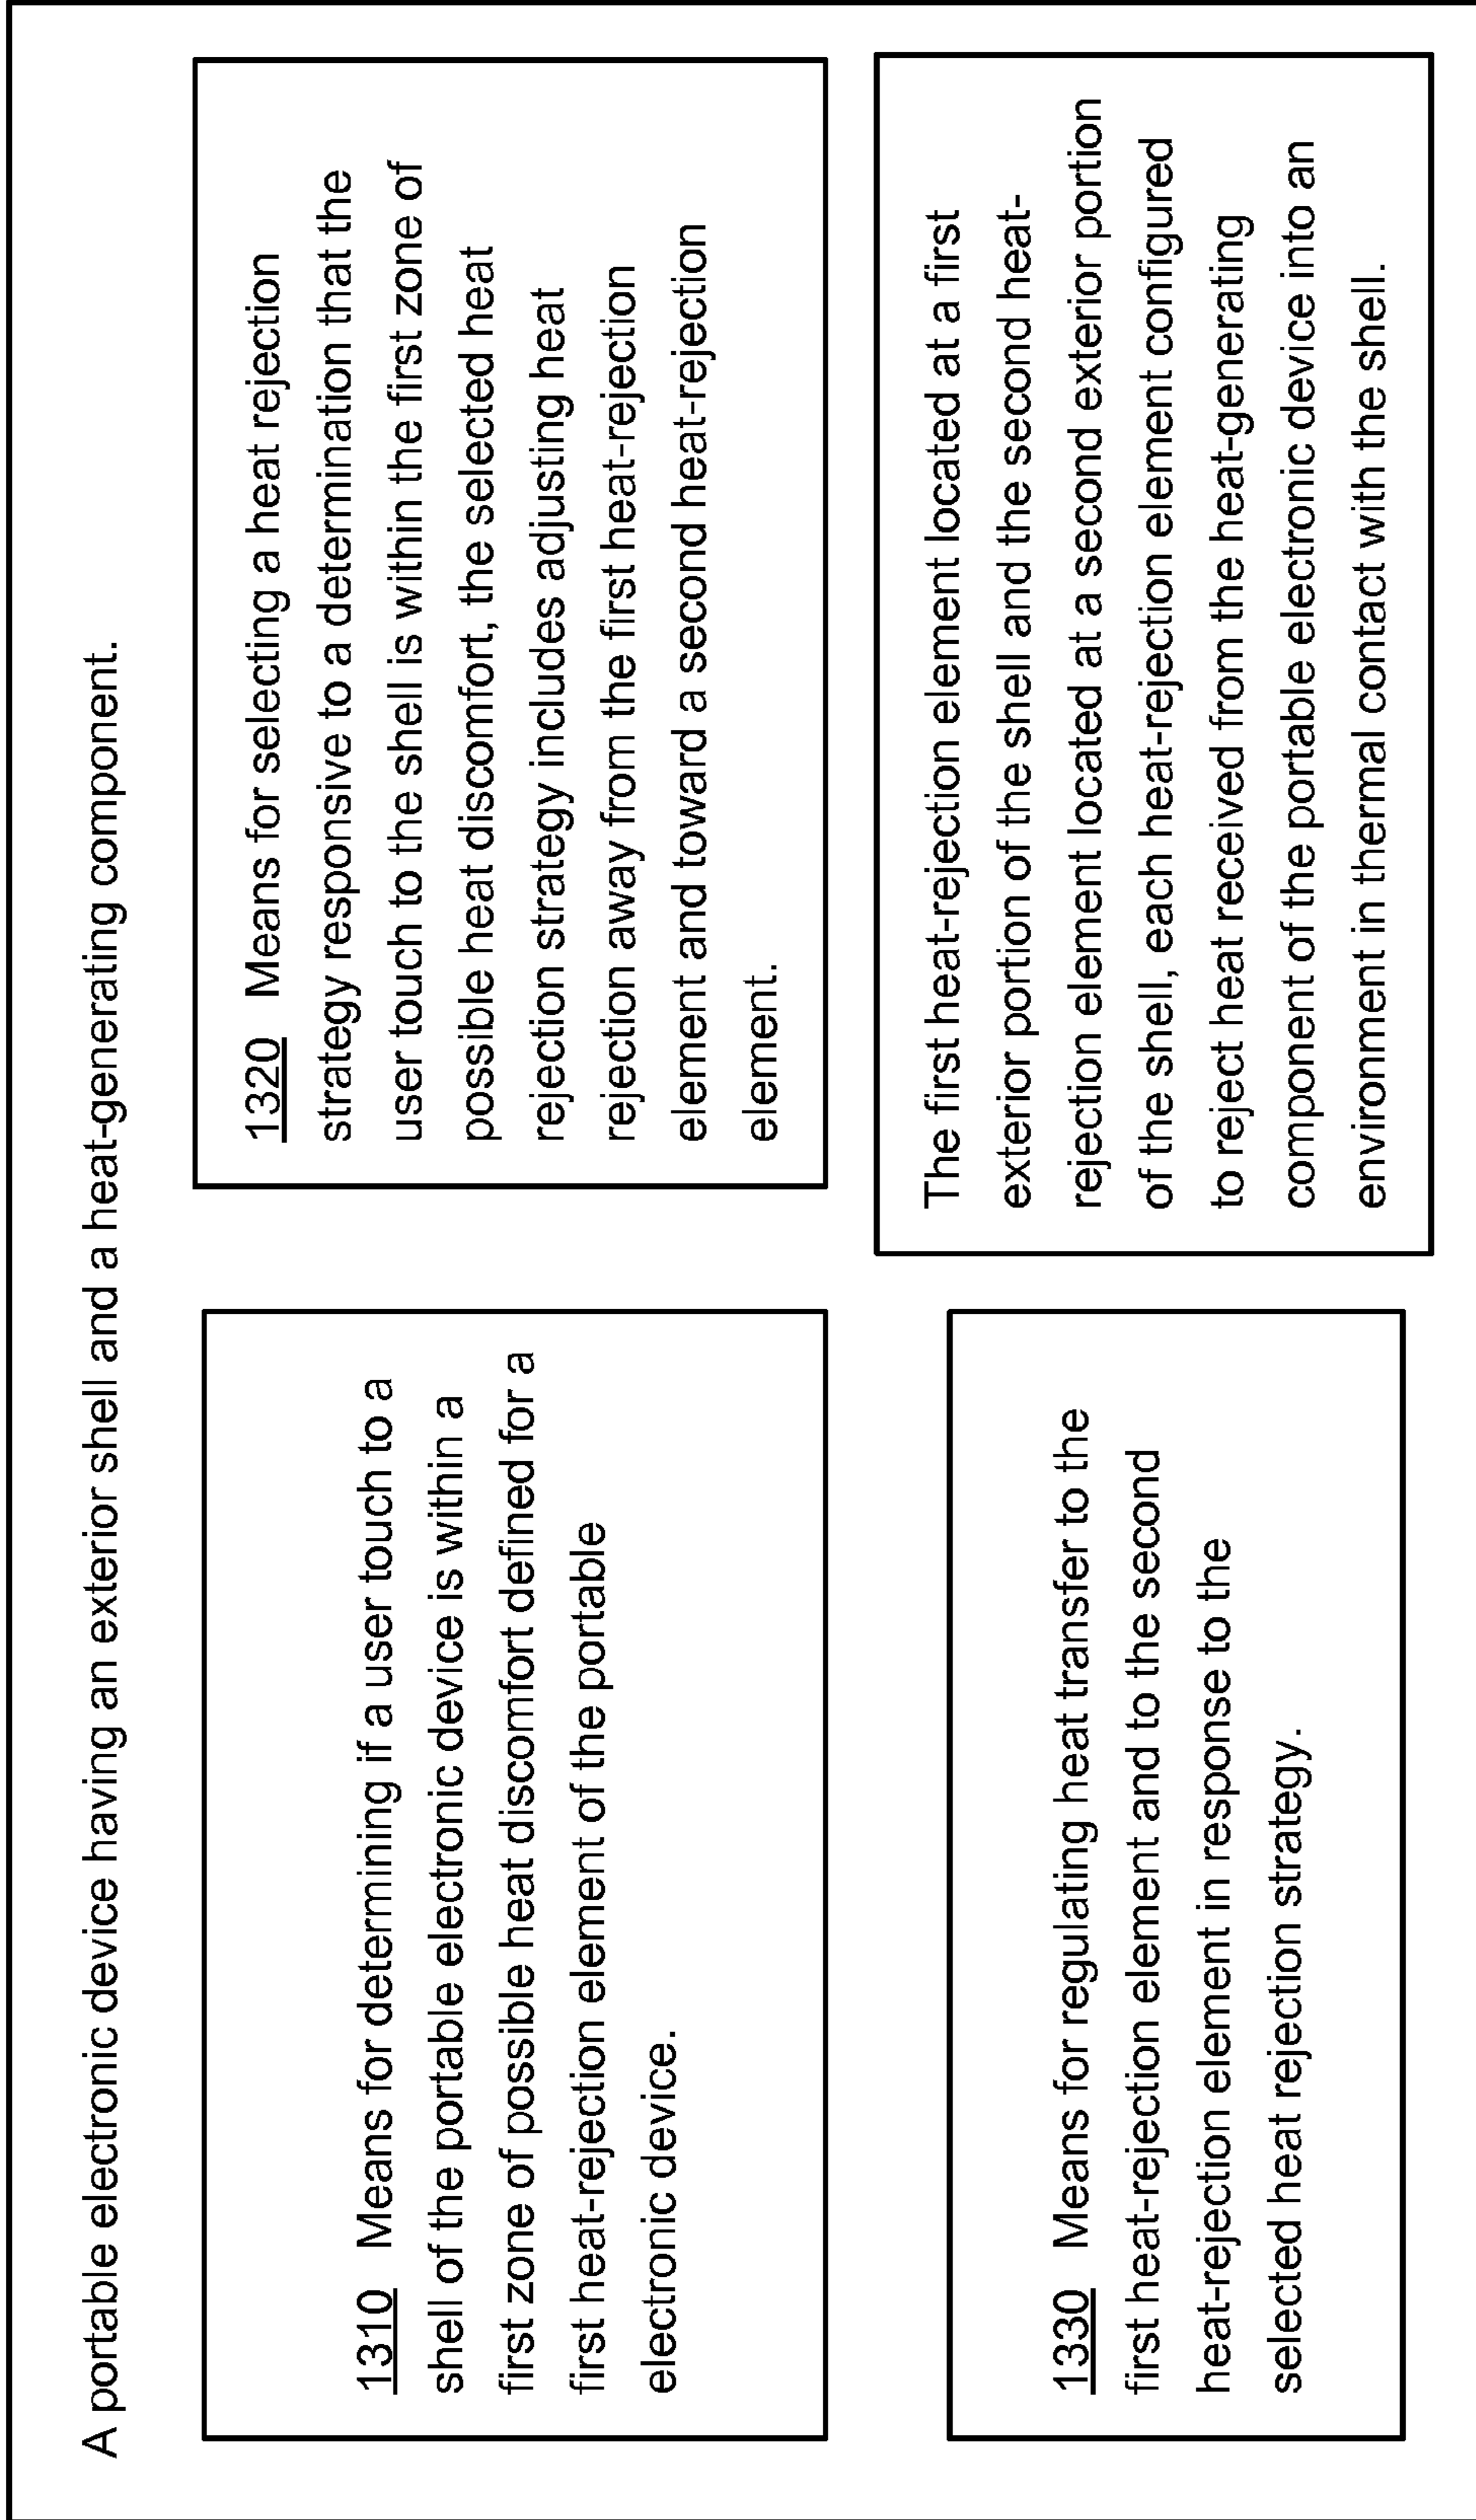 A portable electronic device having an exterior shell and a heat-generating component.
1310 Means for determining if a user touch to a
shell of the portable electronic device is within a
first zone of possible heat discomfort defined for a
first heat-rejection element of the portable
electronic device.
1320 Means for selecting a heat rejection
strategy responsive to a determination that the
user touch to the shell is within the first zone of
possible heat discomfort, the selected heat
rejection strategy includes adjusting heat
rejection away from the first heat-rejection
element and toward a second heat-rejection
element.
1330 Means for regulating heat transfer to the
first heat-rejection element and to the second
heat-rejection element in response to the
selected heat rejection strategy.
The first heat-rejection element located at a first
exterior portion of the shell and the second heat-
rejection element located at a second exterior portion
of the shell, each heat-rejection element configured
to reject heat received from the heat-generating
component of the portable electronic device into an
environment in thermal contact with the shell.